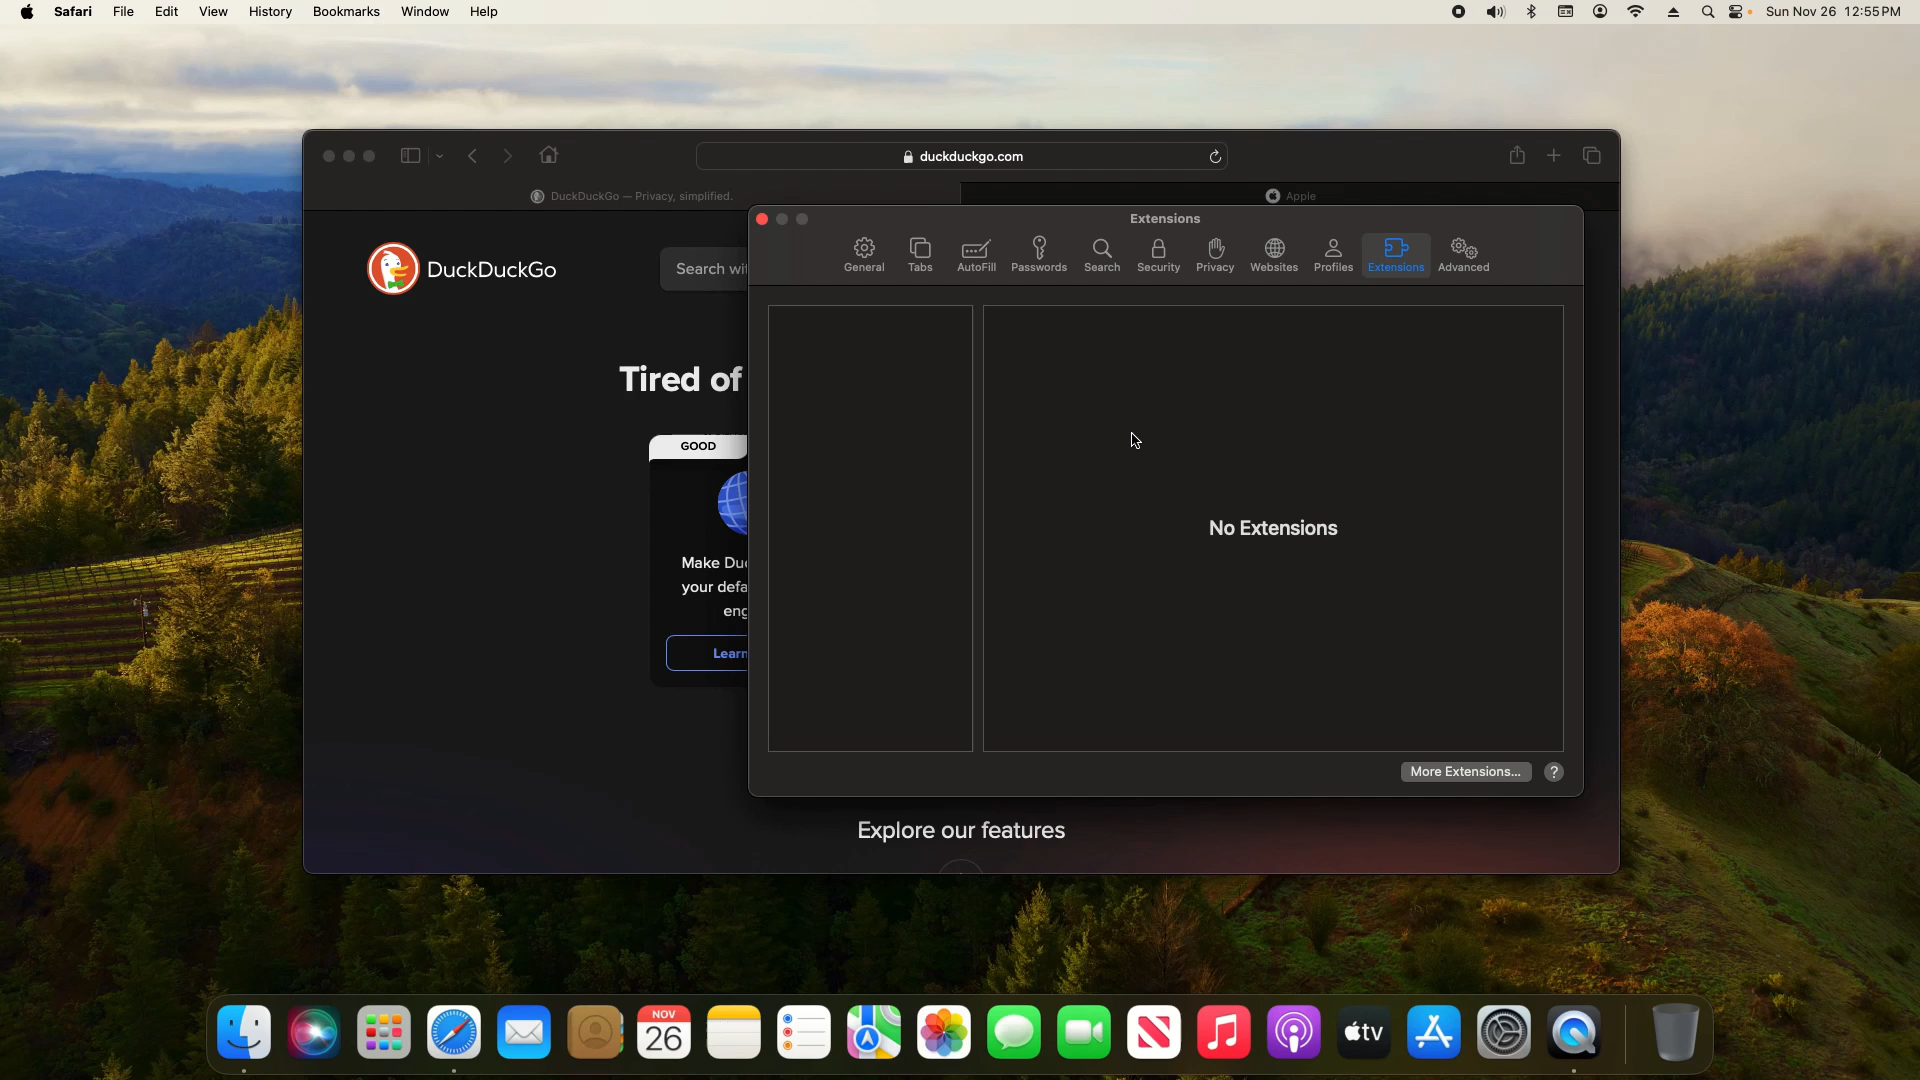 Safari File Edit View History Bookmarks Window Help Sun Nov 26 12:55 PM
duckduckgo.com
DuckDuckGo — Privacy, simplified. Apple
Extensions
General Tabs AutoFill Passwords Search Security Privacy Websites Profiles Extensions Advanced
DuckDuckGo Search wit
Tired of
GOOD
Make Duc
your defa
eng
Learn
No Extensions
More Extensions... ?
Explore our features
NOV
26
tv